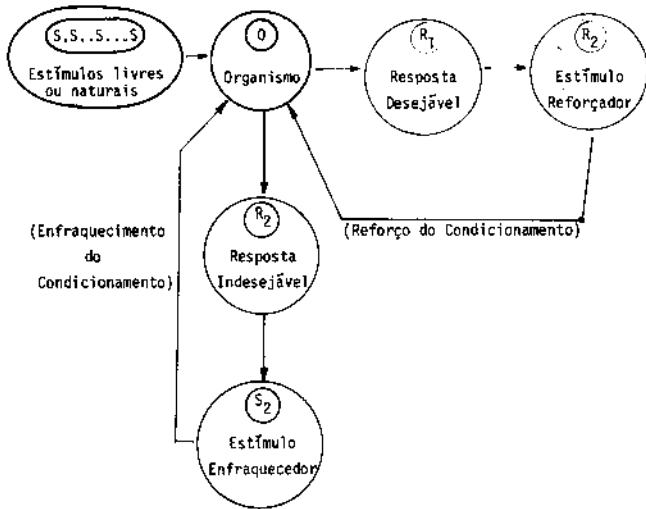 S.S..S...S
Estímulos livres
ou naturais
O
Organismo
R1
Resposta
Desejável
R2
Estímulo
Reforçador
(Enfraquecimento
do
Condicionamento)
(Reforço do Condicionamento)
R2
Resposta
Indesejável
S2
Estímulo
Enfraquecedor